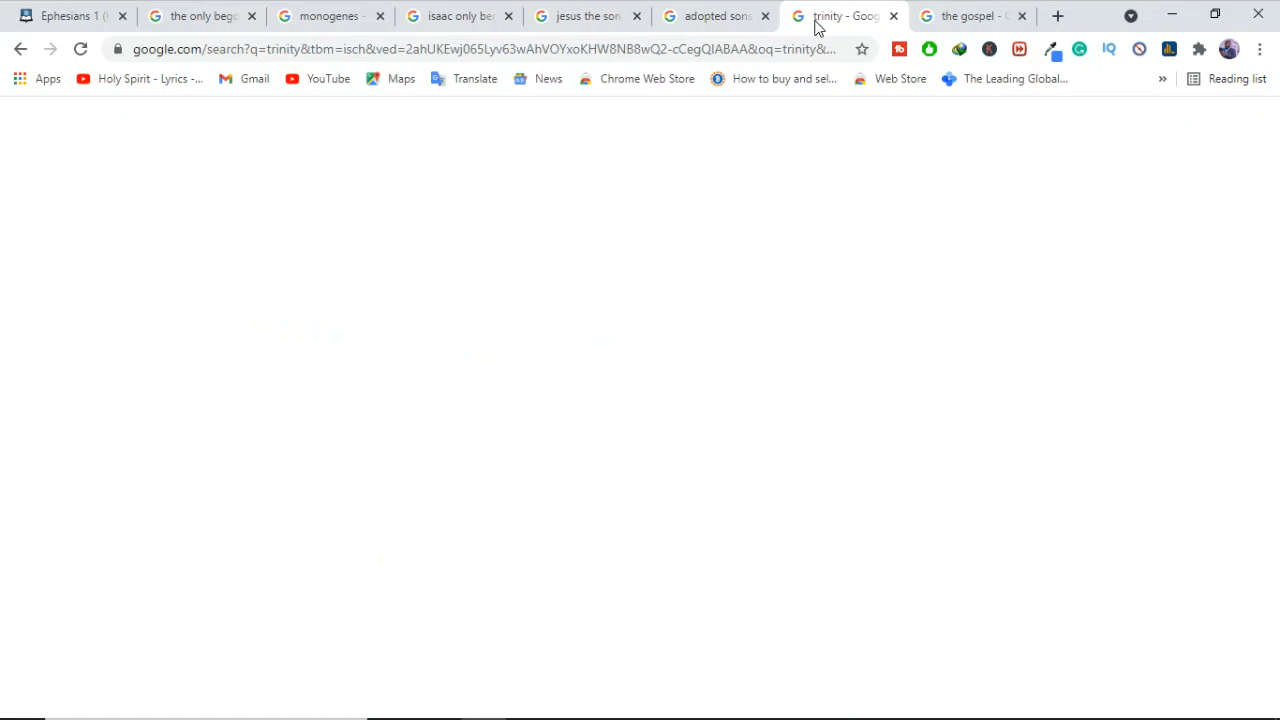 Ephesians 1 ( the only bego monogenes - isaac only be jesus the son adopted sons trinity - Goog the gospel - G
google.com/search?q=trinity&tbm=isch&ved=2ahUKEwj065Lyv63wAhVOYxoKHW8NB8wQ2-cCegQIABAA&oq=trinity&...
Apps Holy Spirit - Lyrics -... Gmail YouTube Maps Translate News Chrome Web Store How to buy and sel... Web Store The Leading Global... » Reading list